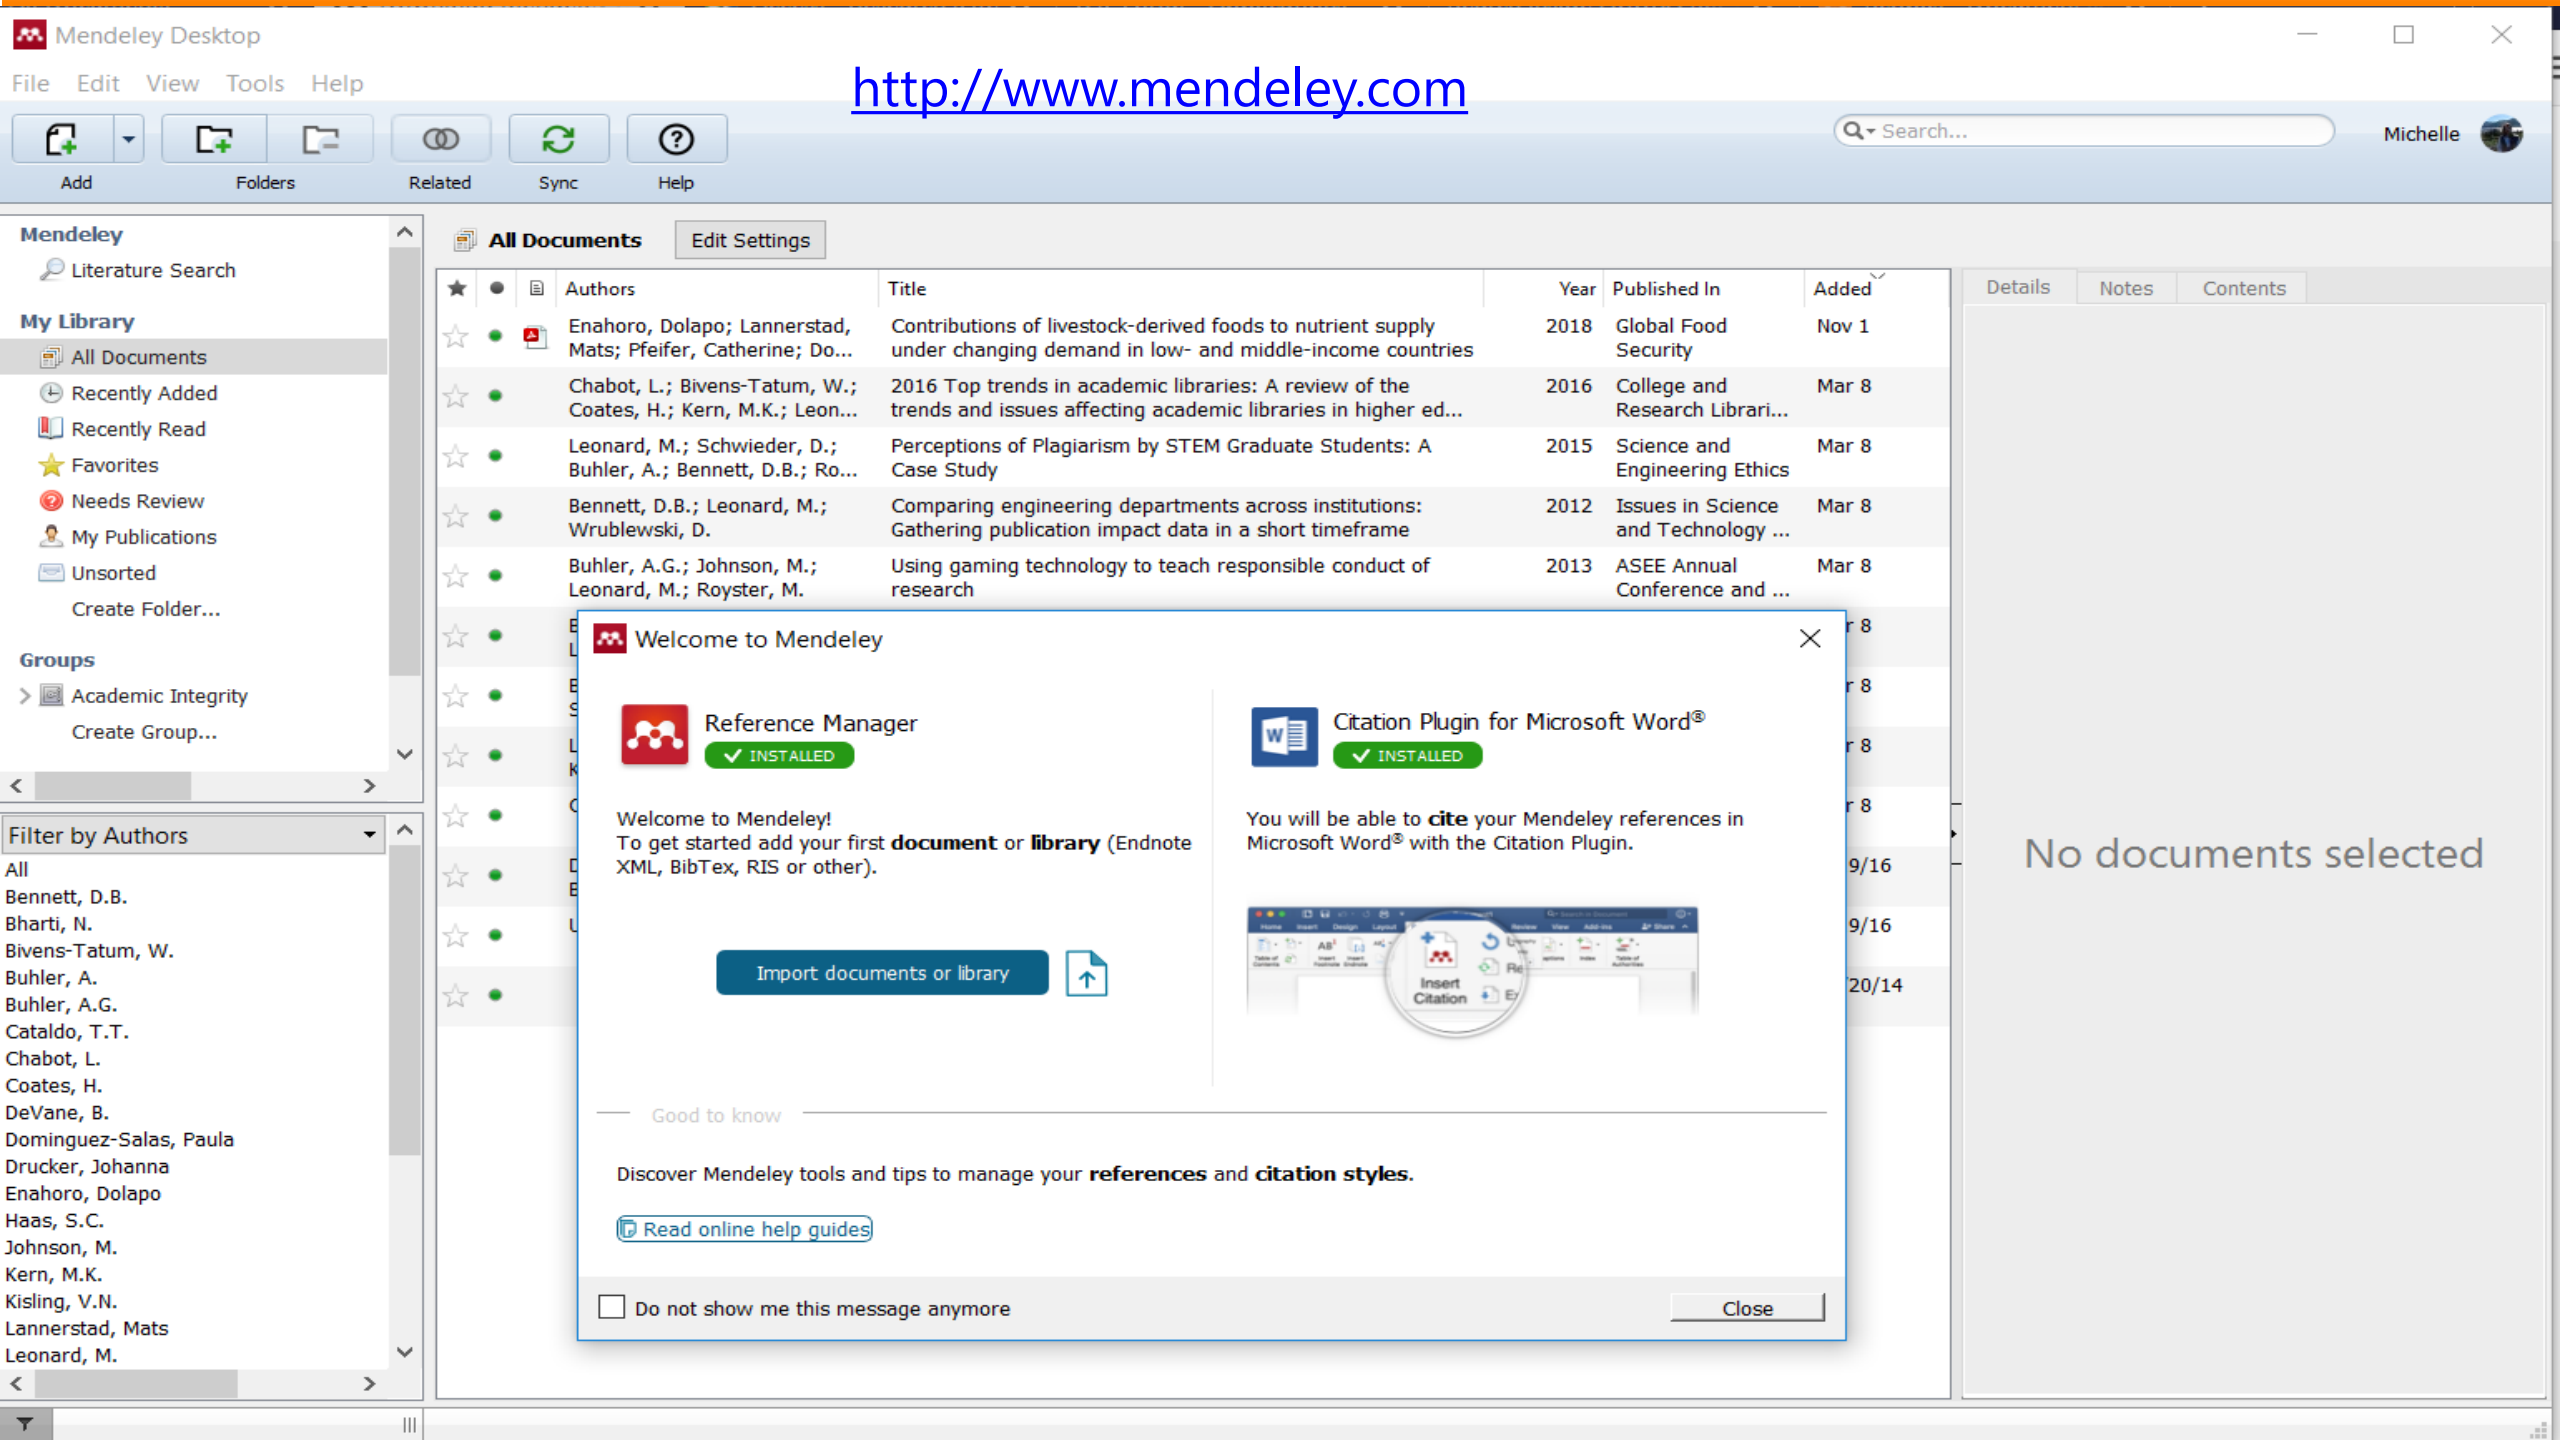 Mendeley Desktop
File Edit View Tools Help
http://www.mendeley.com
Search...
Michelle
Add Folders Related Sync Help
Mendeley
Literature Search
My Library
All Documents
Recently Added
Recently Read
Favorites
Needs Review
My Publications
Unsorted
Create Folder...
Groups
Academic Integrity
Create Group...
Filter by Authors
All
Bennett, D.B.
Bharti, N.
Bivens-Tatum, W.
Buhler, A.
Buhler, A.G.
Cataldo, T.T.
Chabot, L.
Coates, H.
DeVane, B.
Dominguez-Salas, Paula
Drucker, Johanna
Enahoro, Dolapo
Haas, S.C.
Johnson, M.
Kern, M.K.
Kisling, V.N.
Lannerstad, Mats
Leonard, M.
All Documents Edit Settings
Authors Title Year Published In Added
Enahoro, Dolapo; Lannerstad, Contributions of livestock-derived foods to nutrient supply 2018 Global Food Nov 1
Mats; Pfeifer, Catherine; Do... under changing demand in low- and middle-income countries Security
Chabot, L.; Bivens-Tatum, W.; 2016 Top trends in academic libraries: A review of the 2016 College and Mar 8
Coates, H.; Kern, M.K.; Leon... trends and issues affecting academic libraries in higher ed... Research Librari...
Leonard, M.; Schwieder, D.; Perceptions of Plagiarism by STEM Graduate Students: A 2015 Science and Mar 8
Buhler, A.; Bennett, D.B.; Ro... Case Study Engineering Ethics
Bennett, D.B.; Leonard, M.; Comparing engineering departments across institutions: 2012 Issues in Science Mar 8
Wrublewski, D. Gathering publication impact data in a short timeframe and Technology ...
Buhler, A.G.; Johnson, M.; Using gaming technology to teach responsible conduct of 2013 ASEE Annual Mar 8
Leonard, M.; Royster, M. research Conference and ...
r 8
r 8
r 8
r 8
9/16
9/16
20/14
Welcome to Mendeley
Reference Manager
INSTALLED
Welcome to Mendeley!
To get started add your first document or library (Endnote
XML, BibTex, RIS or other).
Import documents or library
Citation Plugin for Microsoft Word®
INSTALLED
You will be able to cite your Mendeley references in
Microsoft Word® with the Citation Plugin.
Insert
Citation
Good to know
Discover Mendeley tools and tips to manage your references and citation styles.
Read online help guides
Do not show me this message anymore
Close
Details Notes Contents
No documents selected